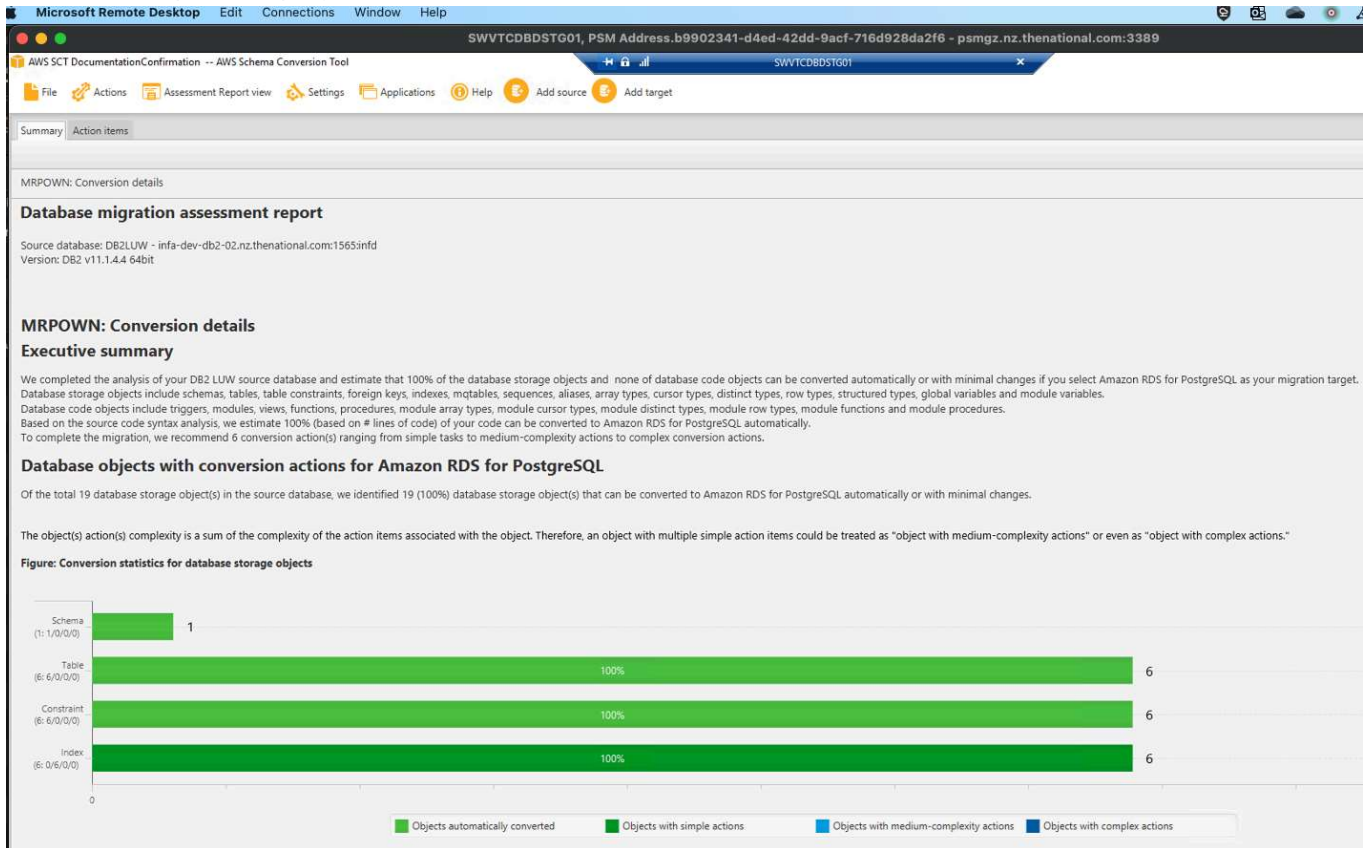 Microsoft Remote Desktop Edit Connections Window Help
SWVTCDBDSTG01, PSM Address.b9902341-d4ed-42dd-9acf-716d928da2f6 - psmgz.nz.thenational.com:3389
AWS SCT DocumentationConfirmation -- AWS Schema Conversion Tool
SWVTCDBDSTG01
File Actions Assessment Report view Settings Applications Help Add source Add target
Summary Action items
MRPOWN: Conversion details
Database migration assessment report
Source database: DB2LUW - infa-dev-db2-02.nz.thenational.com:1565:infd
Version: DB2 v11.1.4.4 64bit
MRPOWN: Conversion details
Executive summary
We completed the analysis of your DB2 LUW source database and estimate that 100% of the database storage objects and none of database code objects can be converted automatically or with minimal changes if you select Amazon RDS for PostgreSQL as your migration target.
Database storage objects include schemas, tables, table constraints, foreign keys, indexes, mqtables, sequences, aliases, array types, cursor types, distinct types, row types, structured types, global variables and module variables.
Database code objects include triggers, modules, views, functions, procedures, module array types, module cursor types, module distinct types, module row types, module functions and module procedures.
Based on the source code syntax analysis, we estimate 100% (based on # lines of code) of your code can be converted to Amazon RDS for PostgreSQL automatically.
To complete the migration, we recommend 6 conversion action(s) ranging from simple tasks to medium-complexity actions to complex conversion actions.
Database objects with conversion actions for Amazon RDS for PostgreSQL
Of the total 19 database storage object(s) in the source database, we identified 19 (100%) database storage object(s) that can be converted to Amazon RDS for PostgreSQL automatically or with minimal changes.
The object(s) action(s) complexity is a sum of the complexity of the action items associated with the object. Therefore, an object with multiple simple action items could be treated as "object with medium-complexity actions" or even as "object with complex actions."
Figure: Conversion statistics for database storage objects
Schema
(1: 1/0/0/0)
1
Table
(6: 6/0/0/0)
100%
6
Constraint
(6: 6/0/0/0)
100%
6
Index
(6: 0/6/0/0)
100%
6
0
Objects automatically converted Objects with simple actions Objects with medium-complexity actions Objects with complex actions